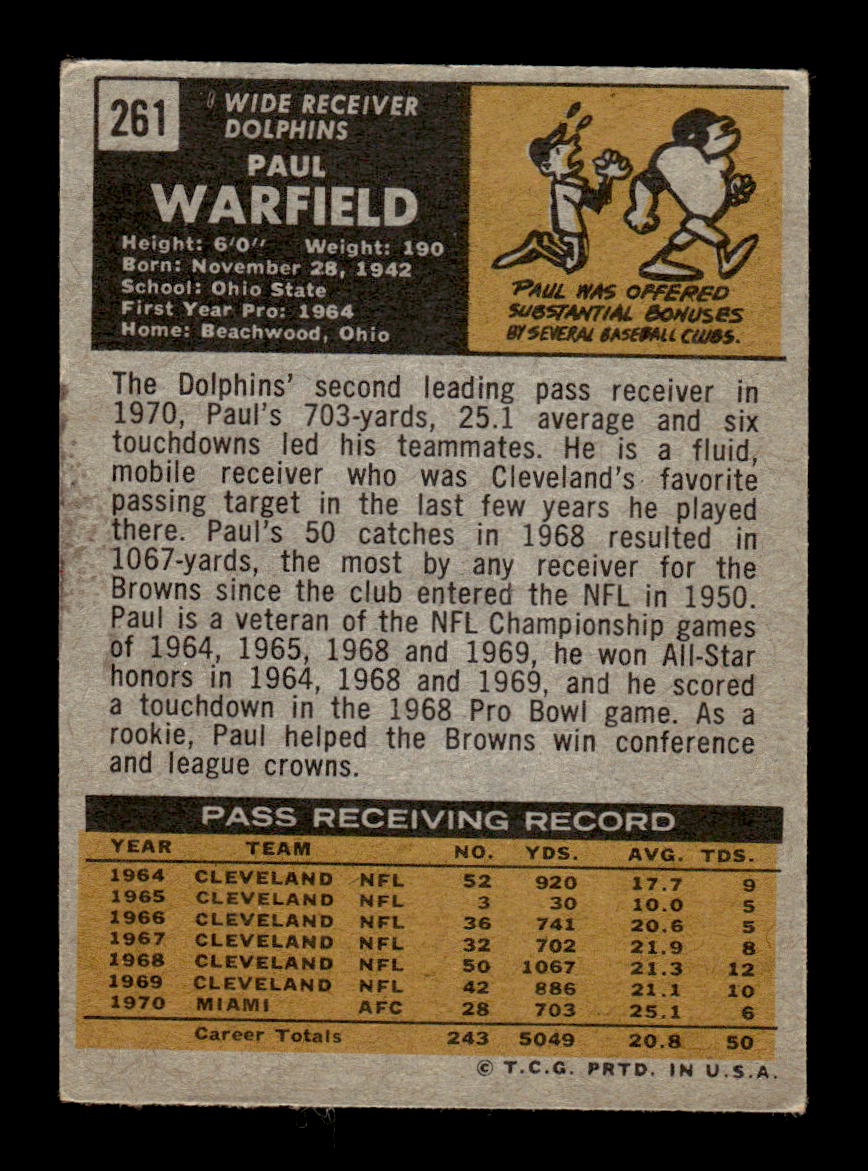 261
WIDE RECEIVER
DOLPHINS
PAUL
WARFIELD
Height: 6'0" Weight: 190
Born: November 28, 1942
School: Ohio State
First Year Pro: 1964
Home: Beachwood, Ohio
PAUL WAS OFFERED
SUBSTANTIAL BONUSES
BY SEVERAL BASEBALL CLUBS.
The Dolphins' second leading pass receiver in
1970, Paul's 703-yards, 25.1 average and six
touchdowns led his teammates. He is a fluid,
mobile receiver who was Cleveland's favorite
passing target in the last few years he played
there. Paul's 50 catches in 1968 resulted in
1067-yards, the most by any receiver for the
Browns since the club entered the NFL in 1950.
Paul is a veteran of the NFL Championship games
of 1964, 1965, 1968 and 1969, he won All-Star
honors in 1964, 1968 and 1969, and he scored
a touchdown in the 1968 Pro Bowl game. As a
rookie, Paul helped the Browns win conference
and league crowns.
PASS RECEIVING RECORD
YEAR TEAM NO. YDS. AVG. TDS.
1964 CLEVELAND NFL 52 920 17.7 9
1965 CLEVELAND NFL 3 30 10.0 5
1966 CLEVELAND NFL 36 741 20.6 5
1967 CLEVELAND NFL 32 702 21.9 8
1968 CLEVELAND NFL 50 1067 21.3 12
1969 CLEVELAND NFL 42 886 21.1 10
1970 MIAMI AFC 28 703 25.1 6
Career Totals 243 5049 20.8 50
© T.C.G. PRTD. IN U.S.A.